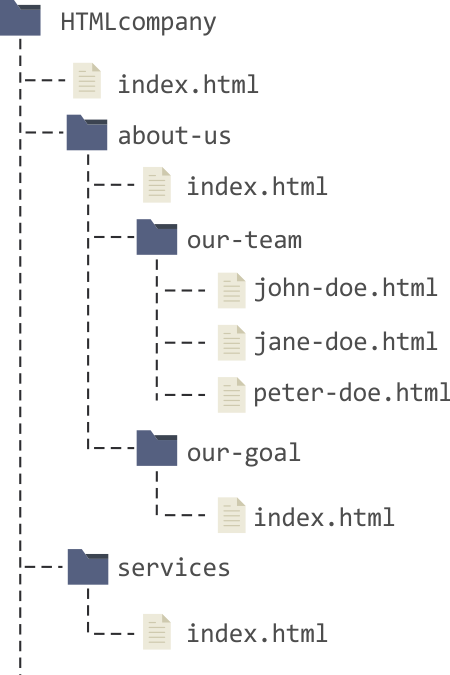 HTMLcompany
index.html
about-us
index.html
our-team
john-doe.html
jane-doe.html
peter-doe.html
our-goal
index.html
services
index.html